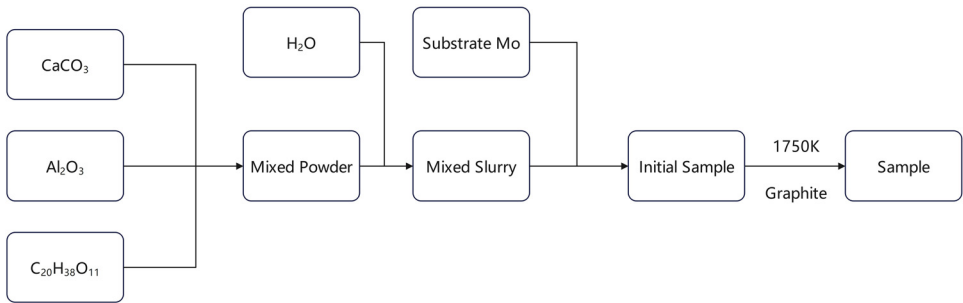 H₂O
Substrate Mo
CaCO₃
Al₂O₃
Mixed Powder
Mixed Slurry
Initial Sample
1750K
Graphite
Sample
C₂₀H₃₈O₁₁